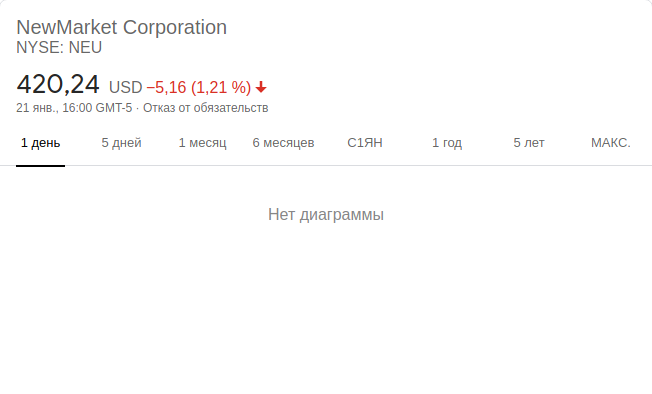 NewMarket Corporation
NYSE: NEU
420,24 USD −5,16 (1,21 %)
21 янв., 16:00 GMT-5 · Отказ от обязательств
1 день 5 дней 1 месяц 6 месяцев С1ЯН 1 год 5 лет МАКС.
Нет диаграммы